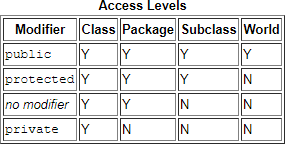 Access Levels
Modifier Class Package Subclass World
public Y Y Y Y
protected Y Y Y N
no modifier Y Y N N
private Y N N N